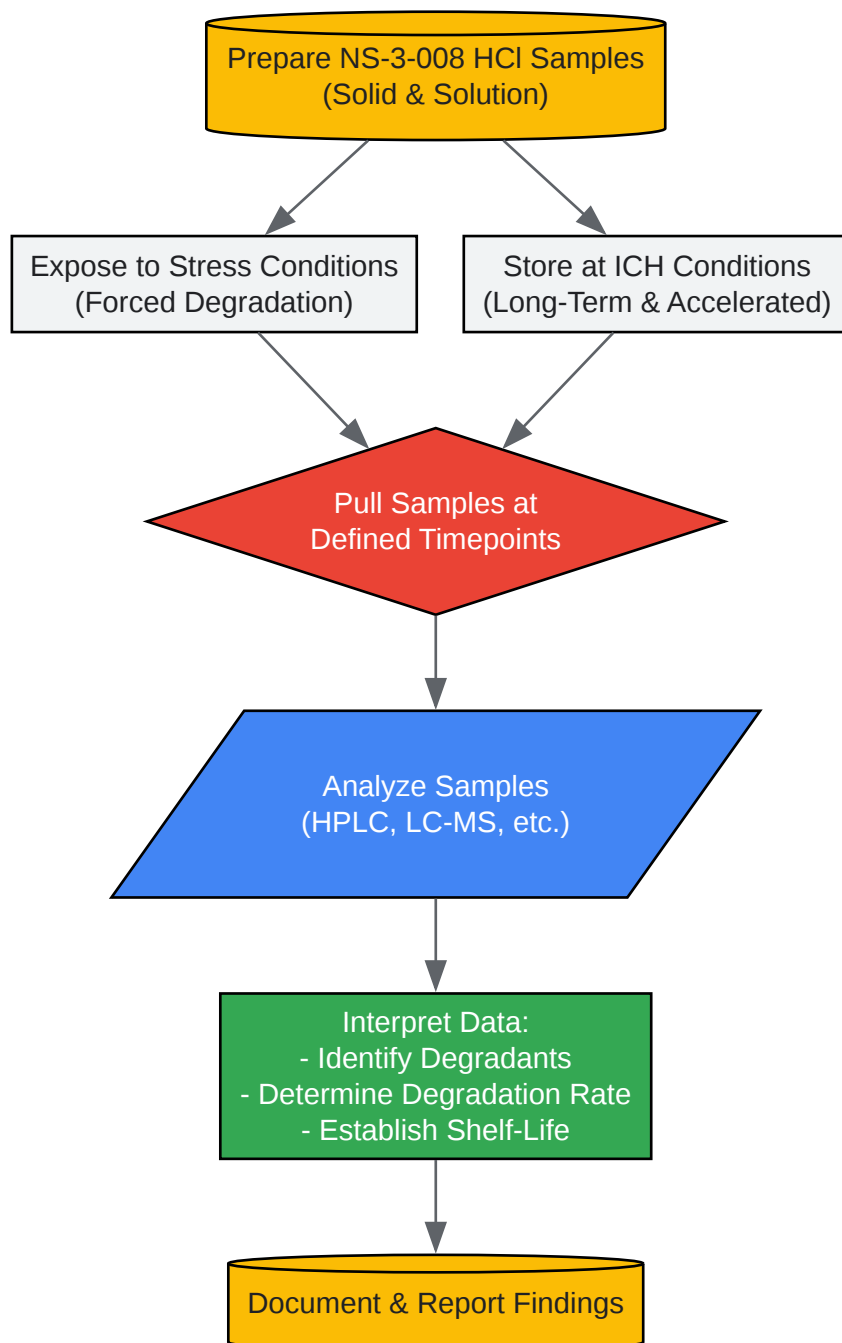 Prepare NS-3-008 HCl Samples
(Solid & Solution)
Expose to Stress Conditions
(Forced Degradation)
Store at ICH Conditions
(Long-Term & Accelerated)
Pull Samples at
Defined Timepoints
Analyze Samples
(HPLC, LC-MS, etc.)
Interpret Data:
- Identify Degradants
- Determine Degradation Rate
- Establish Shelf-Life
Document & Report Findings